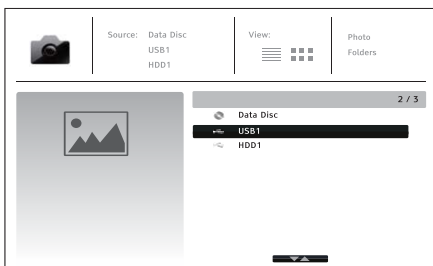 Source: Data Disc
USB1
HDD1
View:
Photo
Folders
2 / 3
Data Disc
USB1
HDD1